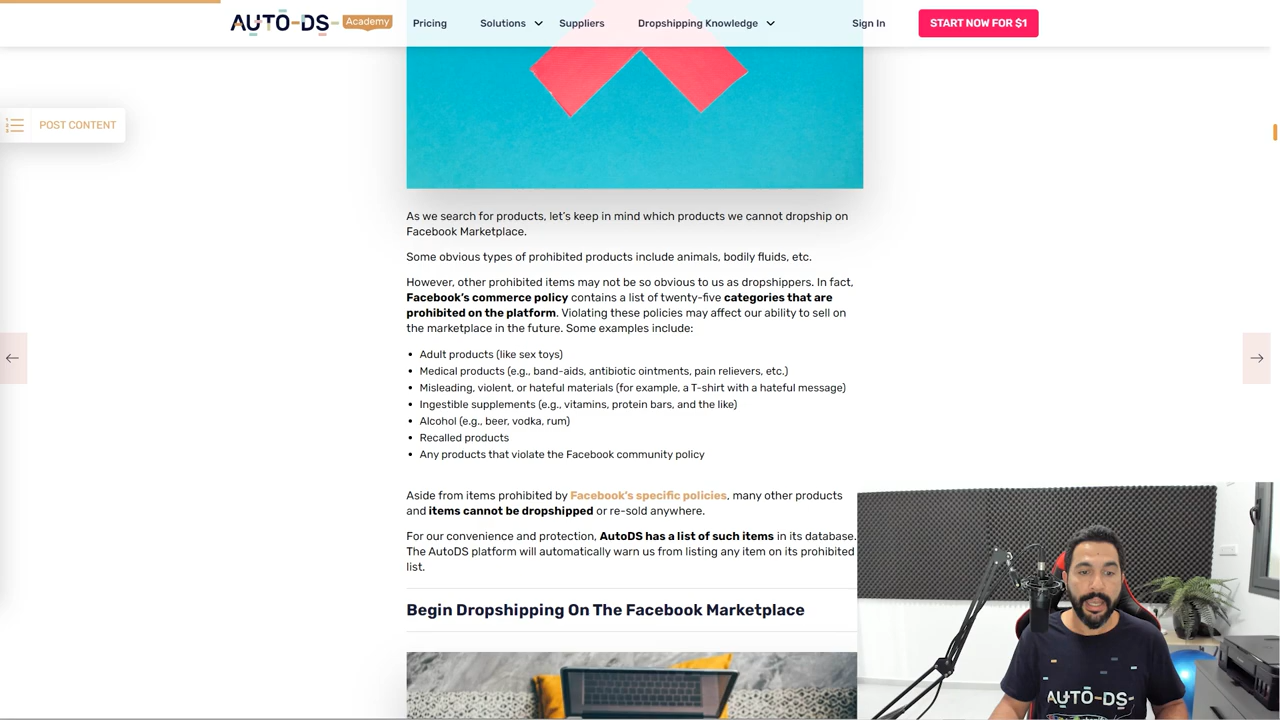 AUTO-DS-
Academy
Pricing
Solutions
Suppliers
Dropshipping Knowledge
Sign In
START NOW FOR $1
POST CONTENT
As we search for products, let's keep in mind which products we cannot dropship on
Facebook Marketplace.
Some obvious types of prohibited products include animals, bodily fluids, etc.
However, other prohibited items may not be so obvious to us as dropshippers. In fact,
Facebook's commerce policy contains a list of twenty-five categories that are
prohibited on the platform. Violating these policies may affect our ability to sell on
the marketplace in the future. Some examples include:
• Adult products (like sex toys)
• Medical products (e.g., band-aids, antibiotic ointments, pain relievers, etc.)
• Misleading, violent, or hateful materials (for example, a T-shirt with a hateful message)
• Ingestible supplements (e.g., vitamins, protein bars, and the like)
• Alcohol (e.g., beer, vodka, rum)
• Recalled products
• Any products that violate the Facebook community policy
Aside from items prohibited by Facebook's specific policies, many other products
and items cannot be dropshipped or re-sold anywhere.
For our convenience and protection, AutoDS has a list of such items in its database.
The AutoDS platform will automatically warn us from listing any item on its prohibited
list.
Begin Dropshipping On The Facebook Marketplace
AUTO-DS-